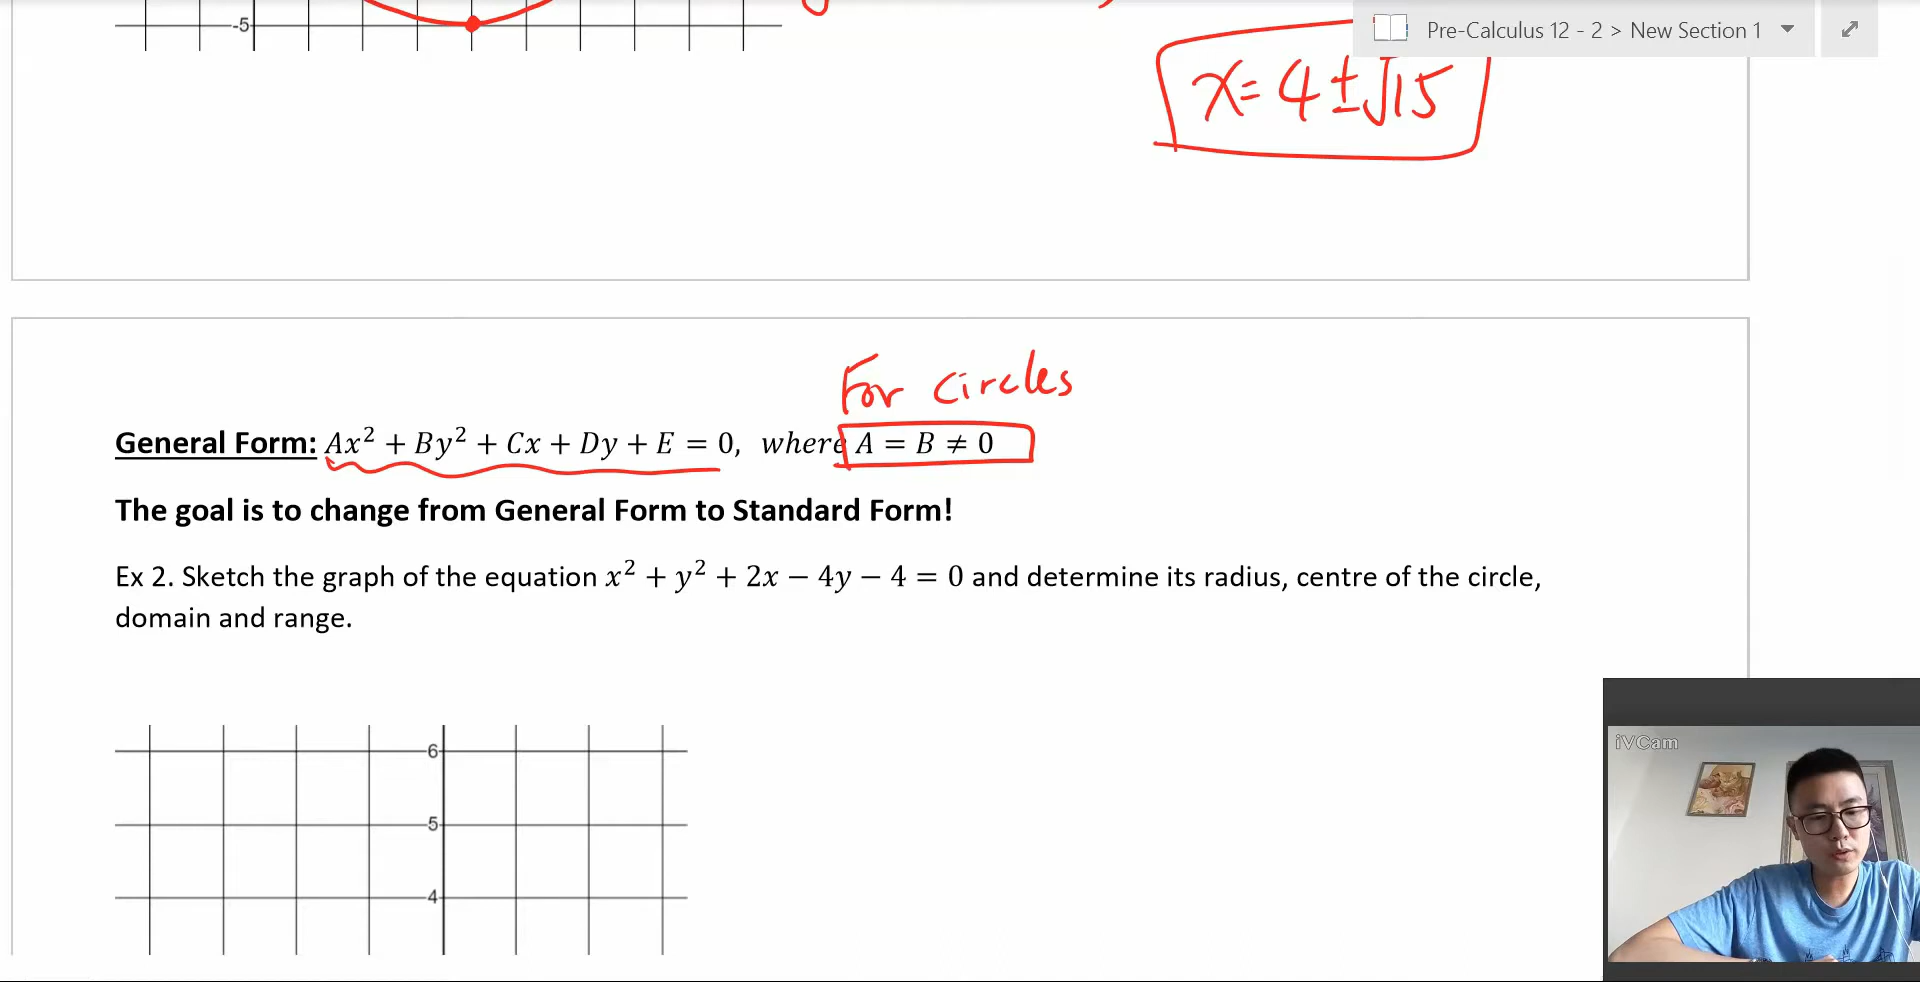 -5
Pre-Calculus 12 - 2 > New Section 1
x = 4 ± √15
For circles
General Form: Ax² + By² + Cx + Dy + E = 0, where A = B ≠ 0
The goal is to change from General Form to Standard Form!
Ex 2. Sketch the graph of the equation x² + y² + 2x − 4y − 4 = 0 and determine its radius, centre of the circle,
domain and range.
iVCam
6
5
4